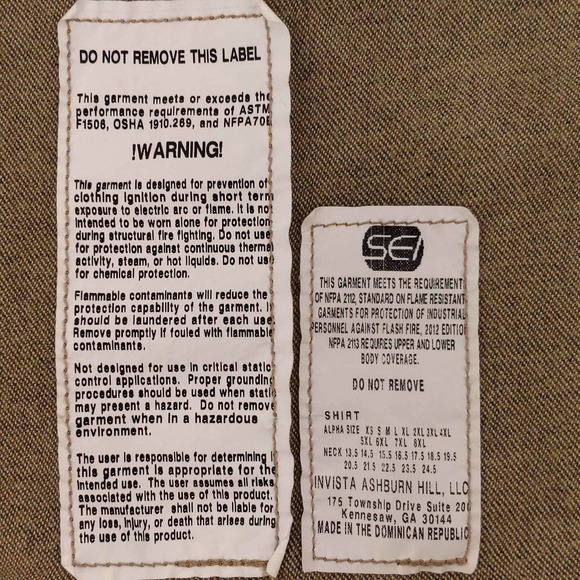 DO NOT REMOVE THIS LABEL
This garment meets or exceeds the
performance requirements of ASTM
F1506, OSHA 1910.269, and NFPA70E
!WARNING!
This garment is designed for prevention of
clothing ignition during short term
exposure to electric arc or flame. It is not
intended to be worn alone for protection
during structural fire fighting. Do not use
for protection against continuous thermal
activity, steam, or hot liquids. Do not use
for chemical protection.
Flammable contaminants will reduce the
protection capability of the garment. It
should be laundered after each use.
Remove promptly if fouled with flammable
contaminants.
Not designed for use in critical static
control applications. Proper grounding
procedures should be used when static
may present a hazard. Do not remove
garment when in a hazardous
environment.
The user is responsible for determining if
this garment is appropriate for the
intended use. The user assumes all risks
associated with the use of this product.
The manufacturer shall not be liable for
any loss, injury, or death that arises during
the use of this product.
SEI
THIS GARMENT MEETS THE REQUIREMENT
OF NFPA 2112, STANDARD ON FLAME RESISTANT
GARMENTS FOR PROTECTION OF INDUSTRIAL
PERSONNEL AGAINST FLASH FIRE, 2012 EDITION
NFPA 2113 REQUIRES UPPER AND LOWER
BODY COVERAGE.
DO NOT REMOVE
SHIRT
ALPHA SIZE XS S M L XL 2XL 3XL 4XL
5XL 6XL 7XL 8XL
NECK 13.5 14.5 15.5 16.5 17.5 18.5 19.5
20.5 21.5 22.5 23.5 24.5
INVISTA ASHBURN HILL, LLC
175 Township Drive Suite 20
Kennesaw, GA 30144
MADE IN THE DOMINICAN REPUBLIC